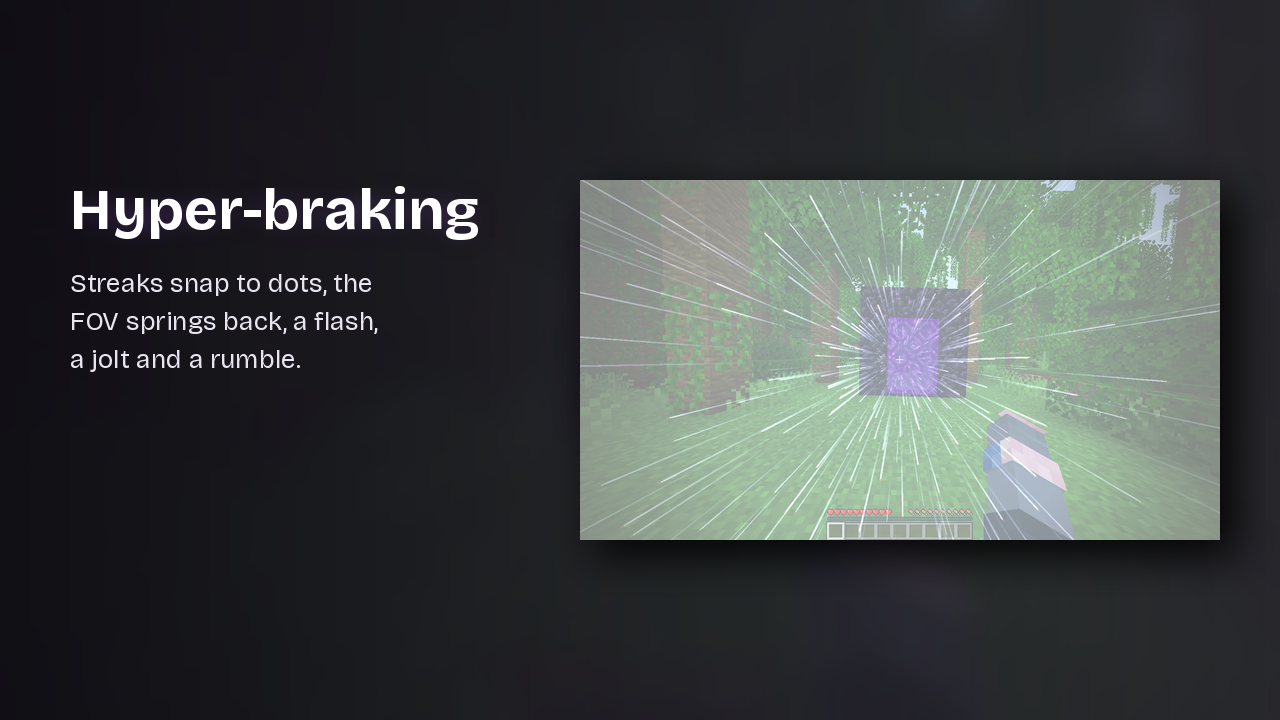 Hyper-braking
Streaks snap to dots, the
FOV springs back, a flash,
a jolt and a rumble.